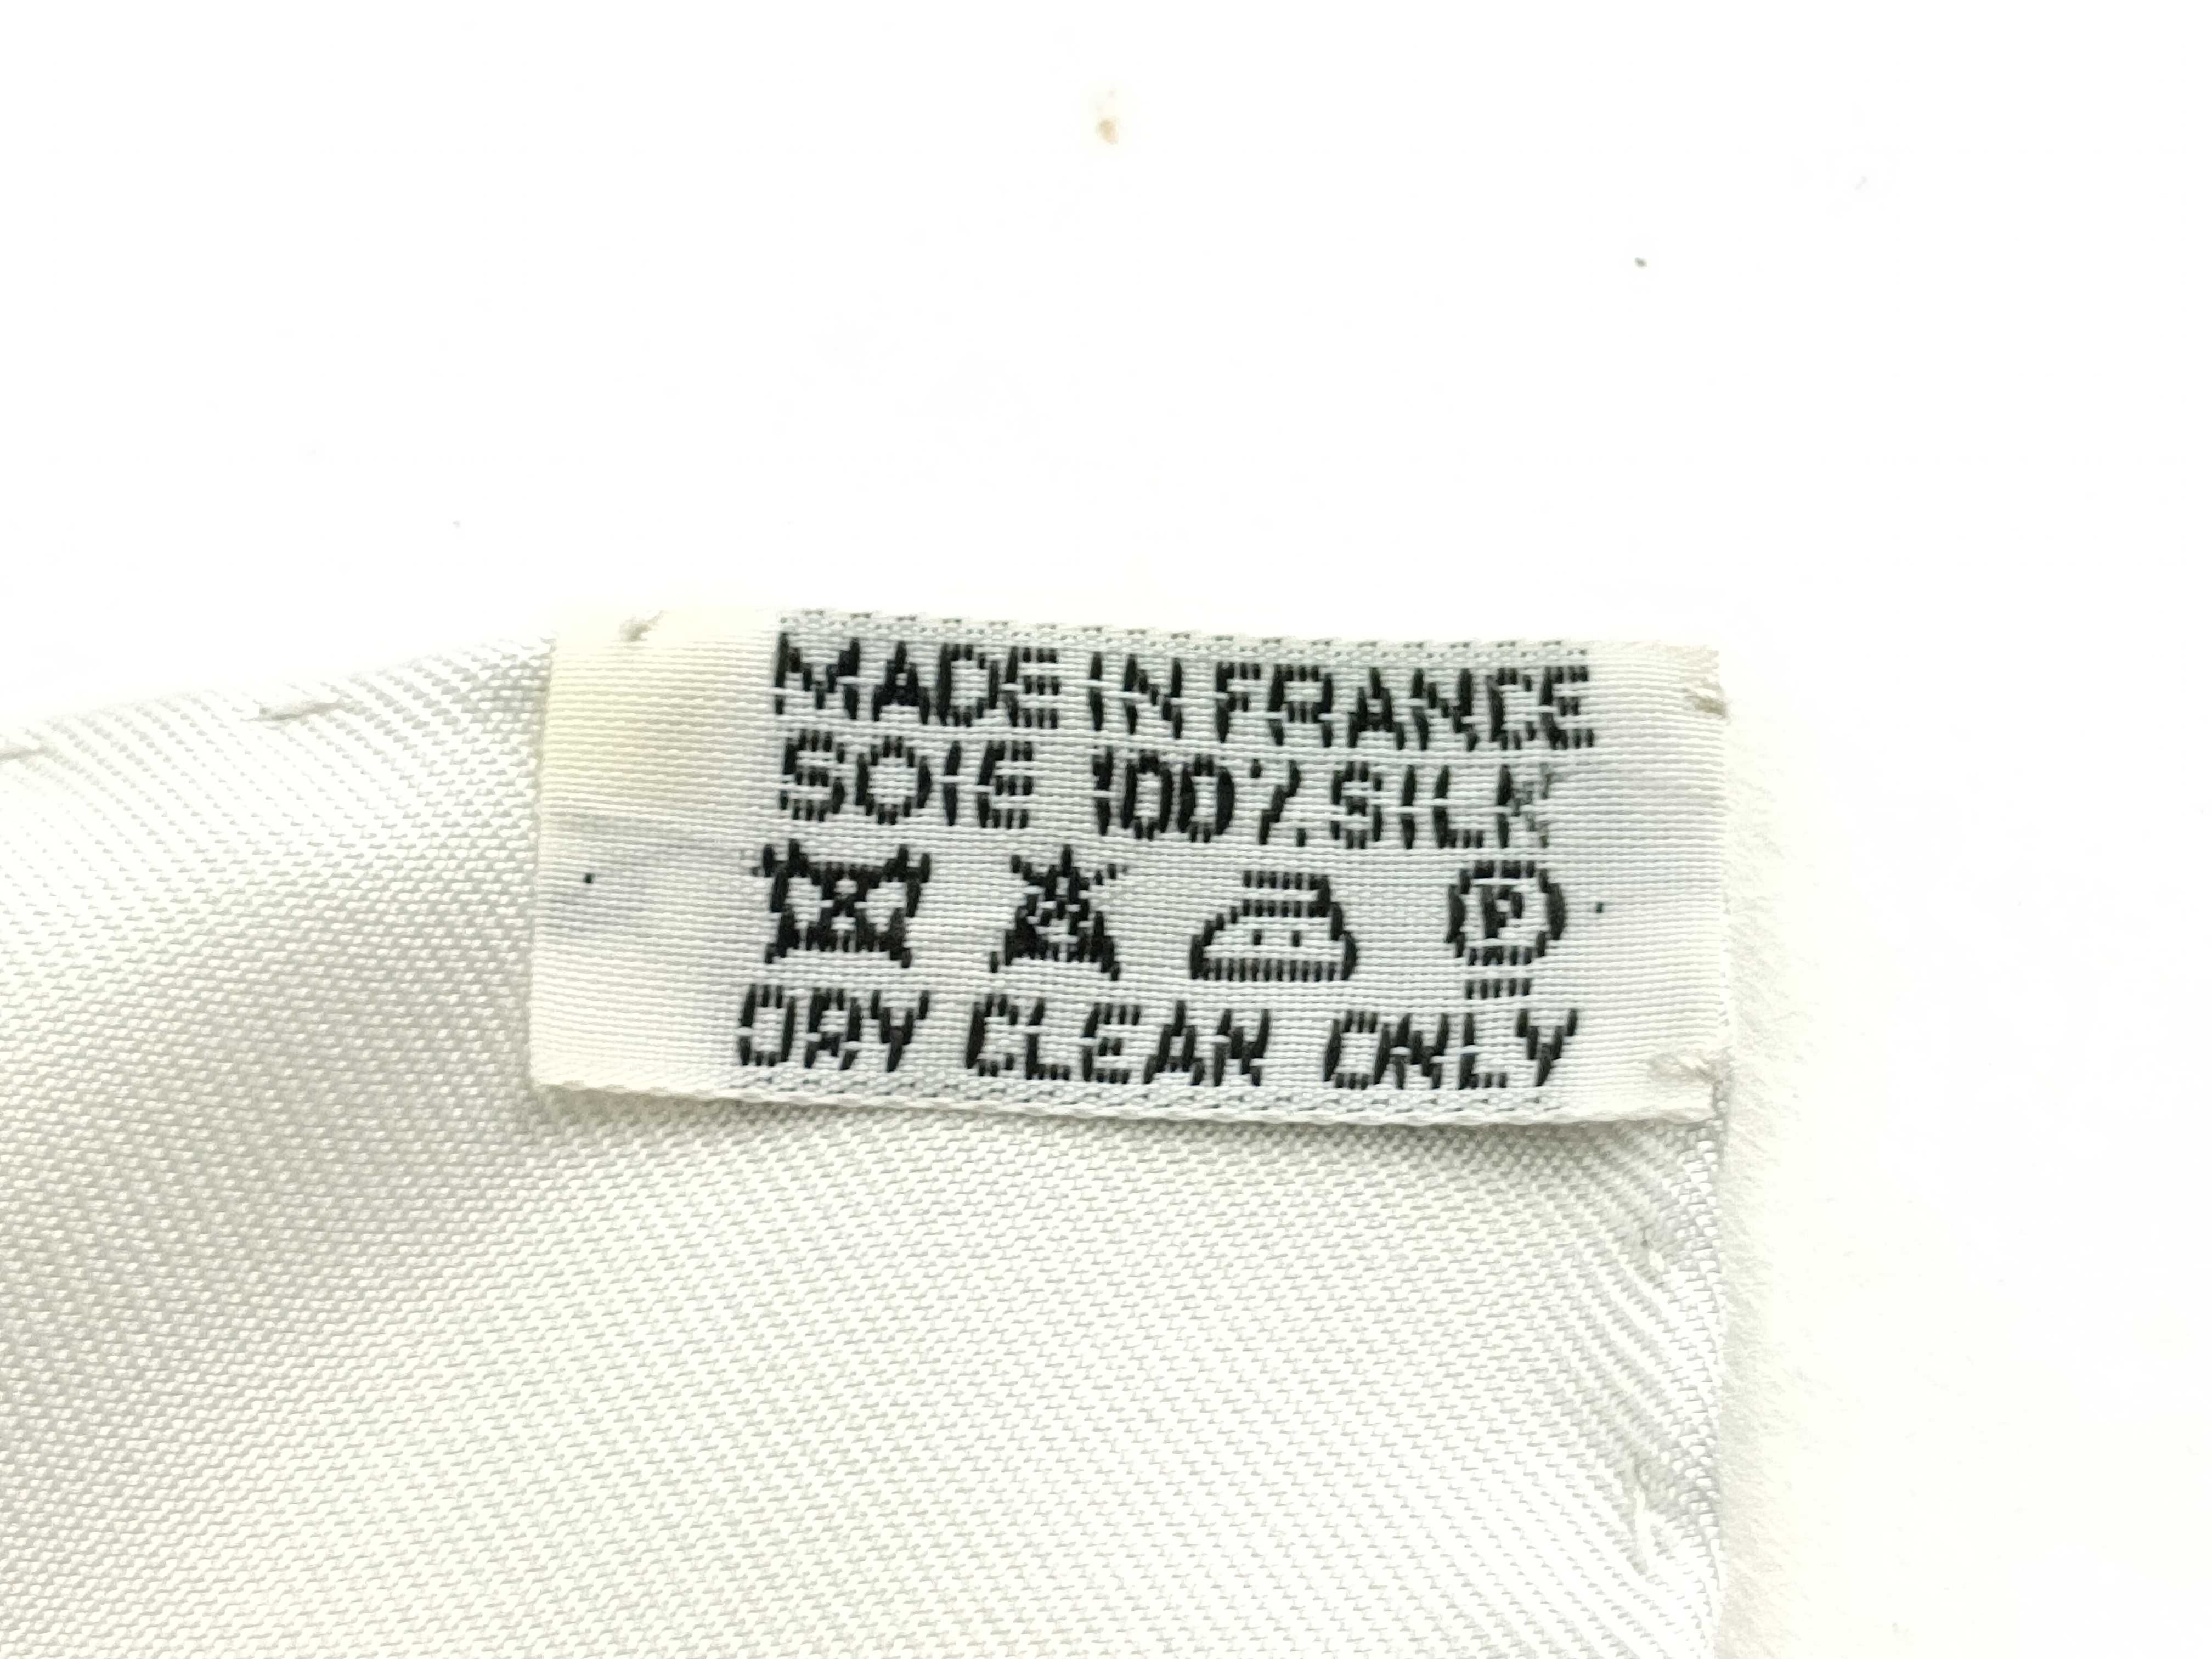 MADE IN FRANCE
SOIE 100% SILK
P
DRY CLEAN ONLY